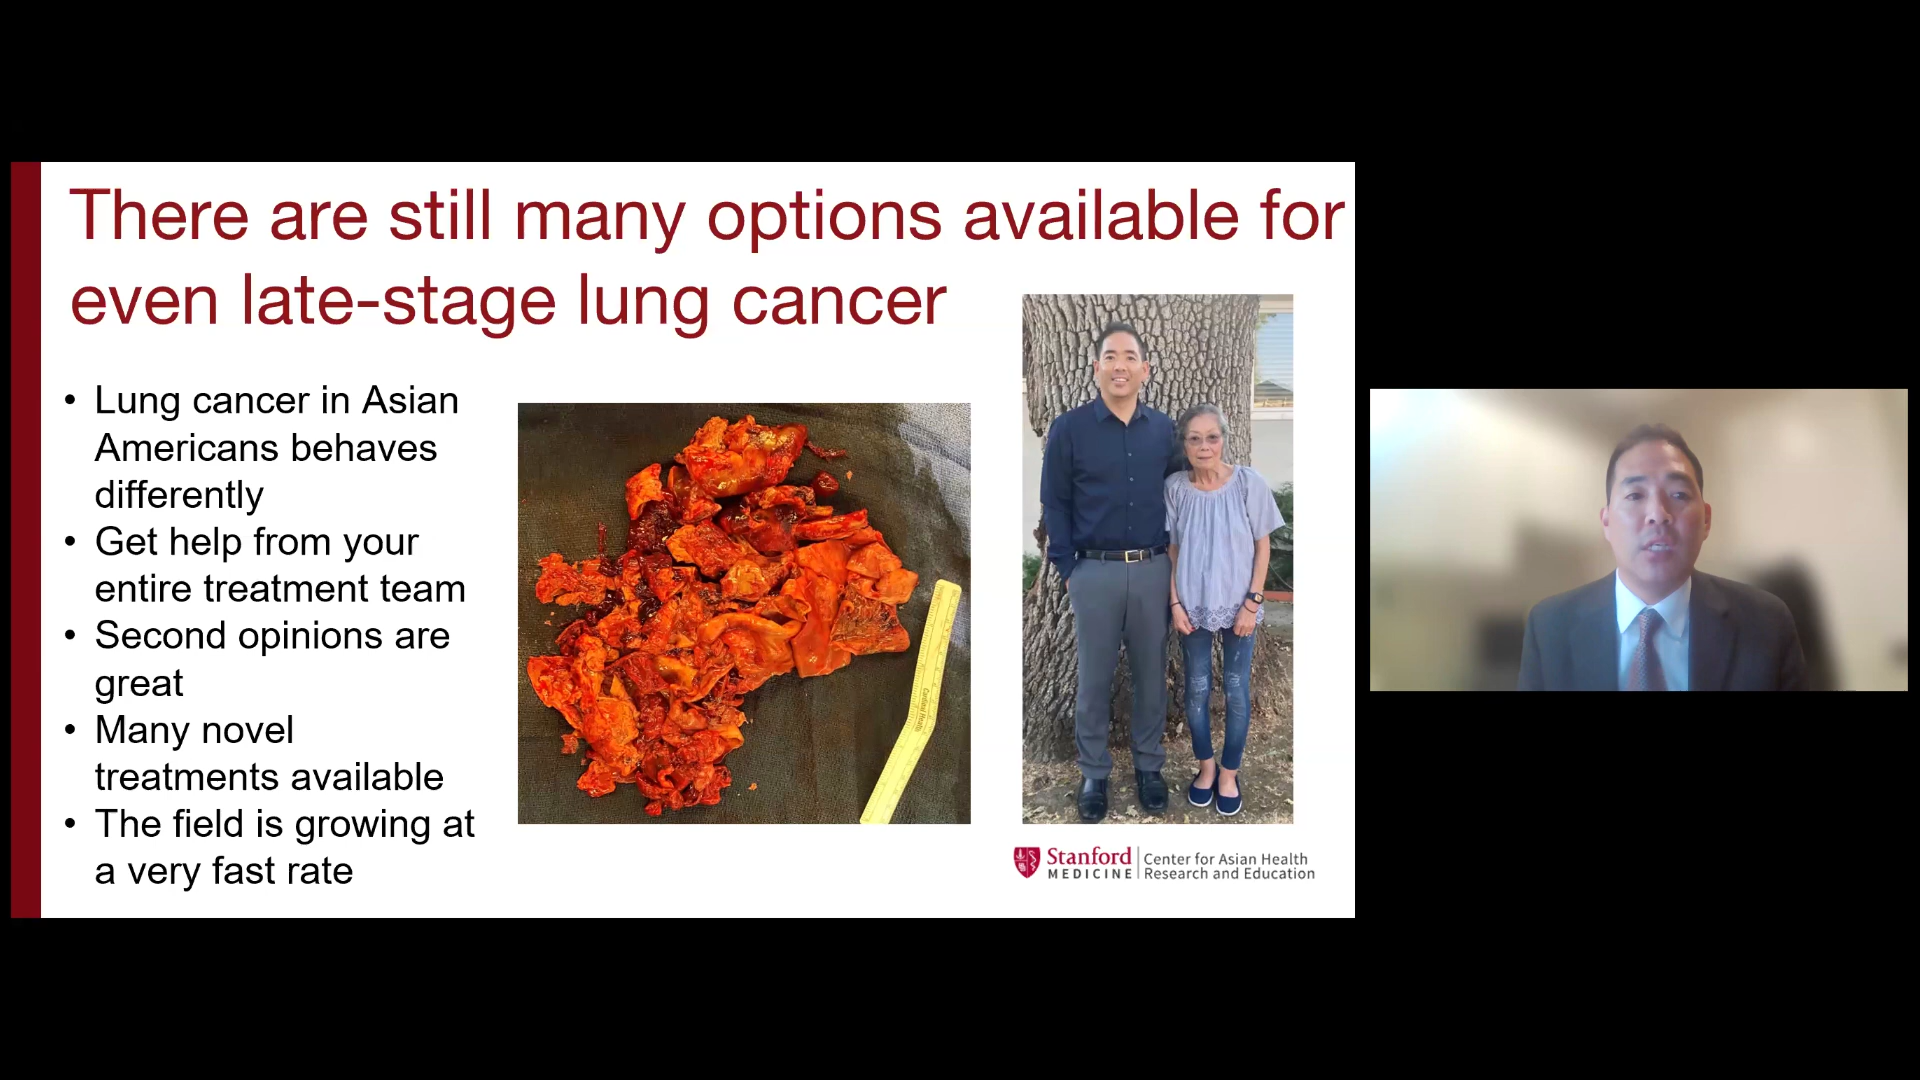 There are still many options available for
even late-stage lung cancer
• Lung cancer in Asian
Americans behaves
differently
• Get help from your
entire treatment team
• Second opinions are
great
• Many novel
treatments available
• The field is growing at
a very fast rate
Cardinal Health
Stanford
MEDICINE
Center for Asian Health
Research and Education